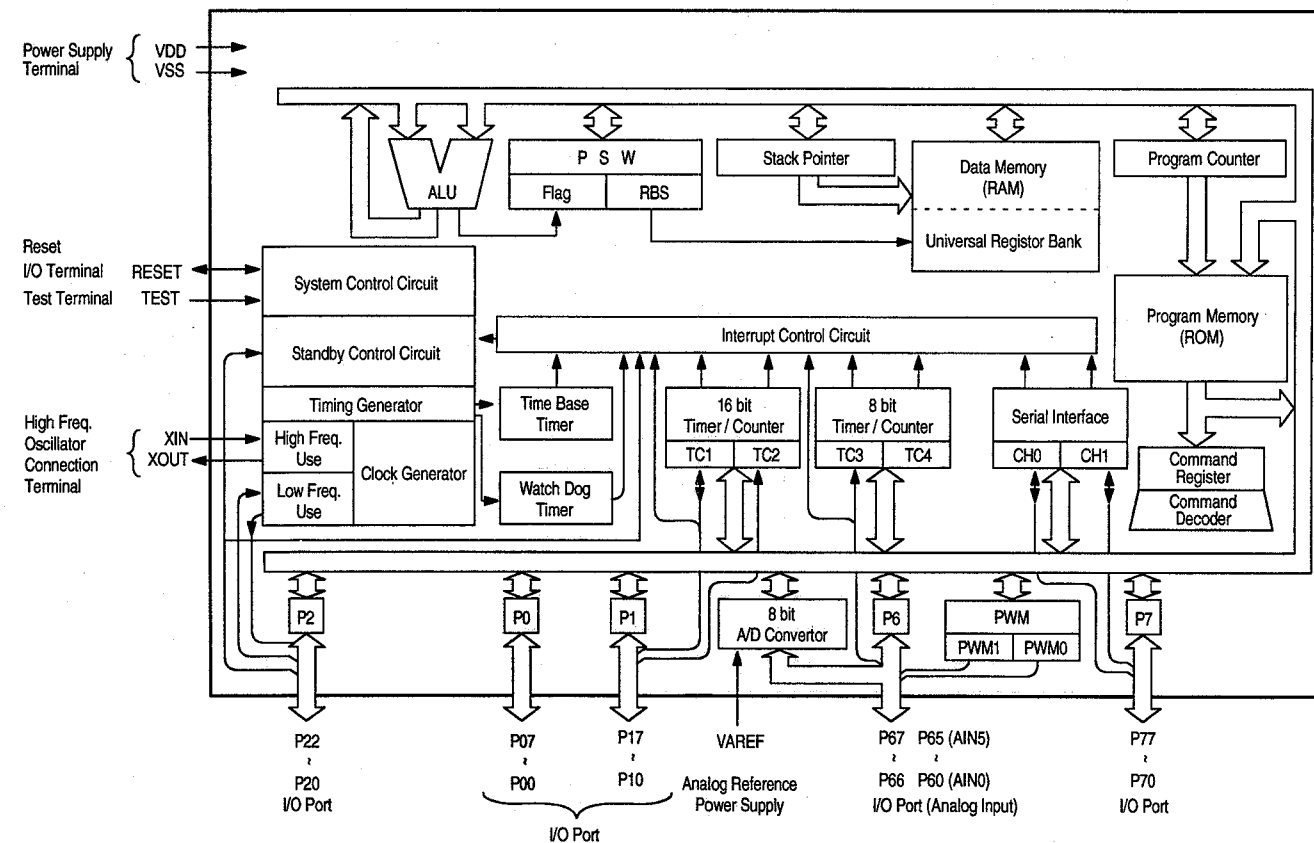 Power Supply
Terminal
VDD
VSS
P S W
Flag
RBS
ALU
Stack Pointer
Data Memory
(RAM)
Universal Registor Bank
Program Counter
Reset
I/O Terminal
RESET
Test Terminal
TEST
System Control Circuit
Standby Control Circuit
Interrupt Control Circuit
Program Memory
(ROM)
Timing Generator
High Freq.
Oscillator
Connection
Terminal
XIN
XOUT
High Freq.
Use
Low Freq.
Use
Clock Generator
Time Base
Timer
Watch Dog
Timer
16 bit
Timer / Counter
TC1
TC2
8 bit
Timer / Counter
TC3
TC4
Serial Interface
CH0
CH1
Command
Register
Command
Decoder
P2
P0
P1
8 bit
A/D Convertor
P6
PWM
PWM1
PWM0
P7
P22
~
P20
I/O Port
P07
~
P00
P17
~
P10
I/O Port
VAREF
Analog Reference
Power Supply
P67 P65 (AIN5)
~ ~
P66 P60 (AIN0)
I/O Port (Analog Input)
P77
~
P70
I/O Port